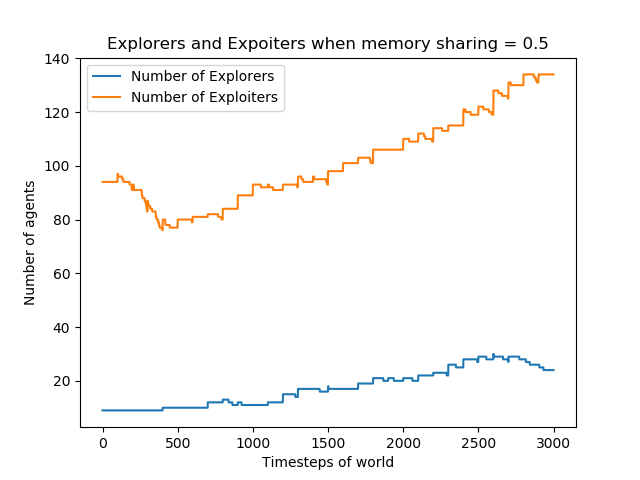 Explorers and Expoiters when memory sharing = 0.5
Number of Explorers
Number of Exploiters
140
120
100
80
60
40
20
Number of agents
0 500 1000 1500 2000 2500 3000
Timesteps of world